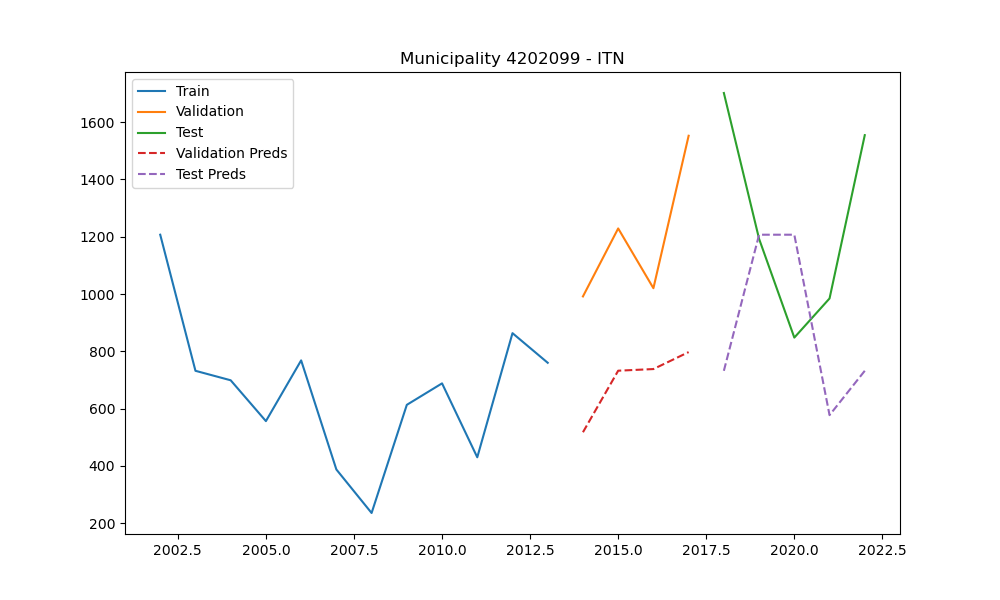 Municipality 4202099 - ITN
Train
Validation
Test
Validation Preds
Test Preds
1600
1400
1200
1000
800
600
400
200
2002.5 2005.0 2007.5 2010.0 2012.5 2015.0 2017.5 2020.0 2022.5